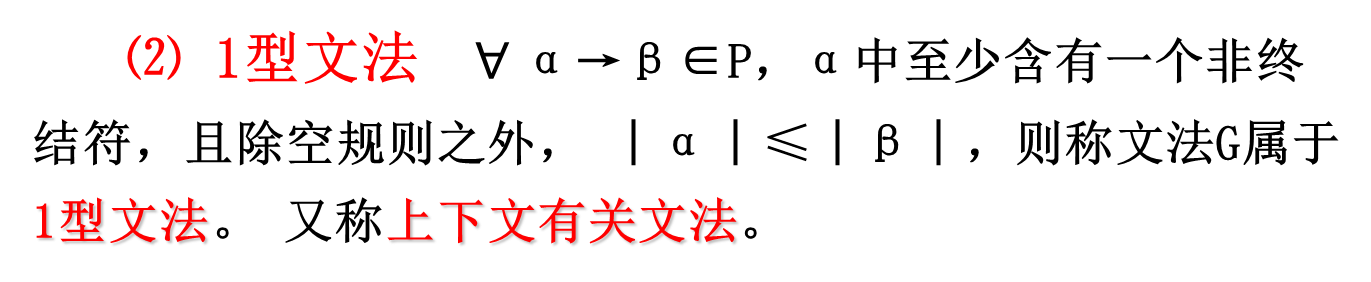 (2) 1型文法 ∀ α→β∈P，α中至少含有一个非终
结符，且除空规则之外，｜α｜≤｜β｜，则称文法G属于
1型文法。 又称上下文有关文法。